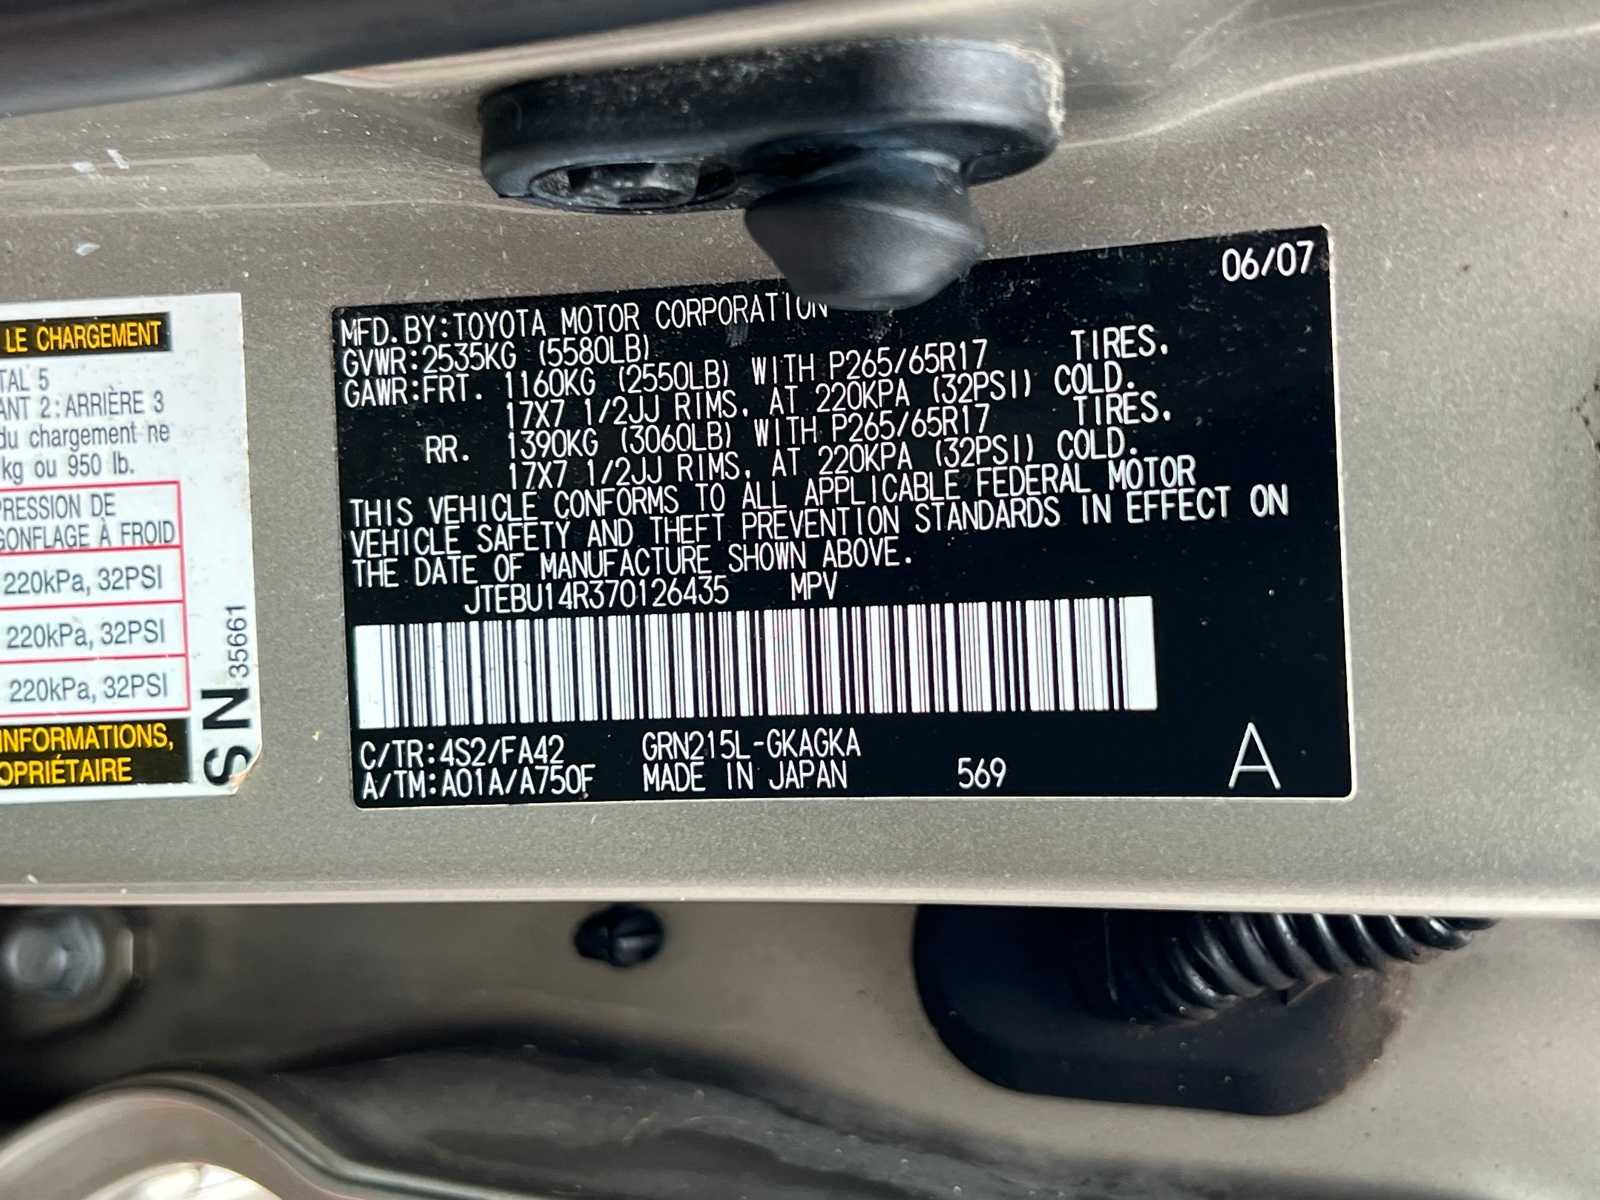 LE CHARGEMENT
TAL 5
ANT 2:ARRIÈRE 3
du chargement ne
kg ou 950 lb.
PRESSION DE
GONFLAGE À FROID
220kPa, 32PSI
220kPa, 32PSI
220kPa, 32PSI
INFORMATIONS,
OPRIÉTAIRE
SN 35661
06/07
MFD.BY:TOYOTA MOTOR CORPORATION
GVWR:2535KG (5580LB)
GAWR:FRT. 1160KG (2550LB) WITH P265/65R17 TIRES.
17X7 1/2JJ RIMS, AT 220KPA (32PSI) COLD.
RR. 1390KG (3060LB) WITH P265/65R17 TIRES.
17X7 1/2JJ RIMS, AT 220KPA (32PSI) COLD.
THIS VEHICLE CONFORMS TO ALL APPLICABLE FEDERAL MOTOR
VEHICLE SAFETY AND THEFT PREVENTION STANDARDS IN EFFECT ON
THE DATE OF MANUFACTURE SHOWN ABOVE.
JTEBU14R370126435 MPV
C/TR:4S2/FA42 GRN215L-GKAGKA
A/TM:A01A/A750F MADE IN JAPAN 569 A